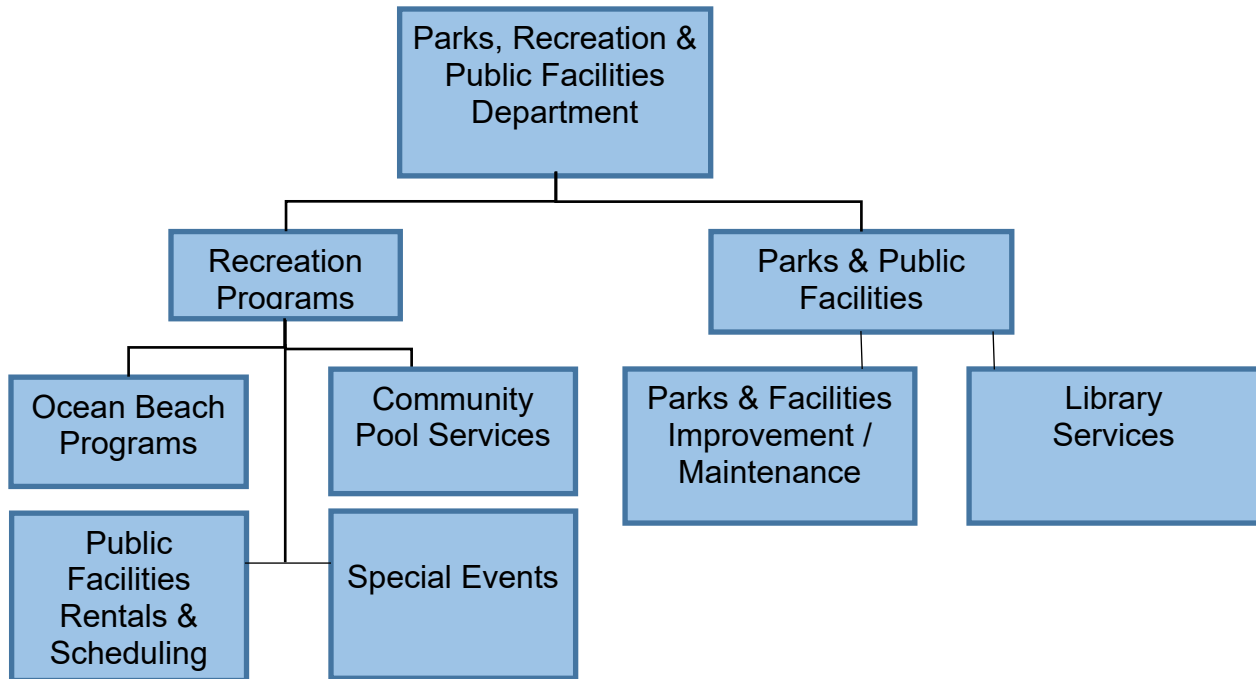 Parks, Recreation &
Public Facilities
Department
Recreation
Programs
Parks & Public
Facilities
Ocean Beach
Programs
Community
Pool Services
Parks & Facilities
Improvement /
Maintenance
Library
Services
Public
Facilities
Rentals &
Scheduling
Special Events